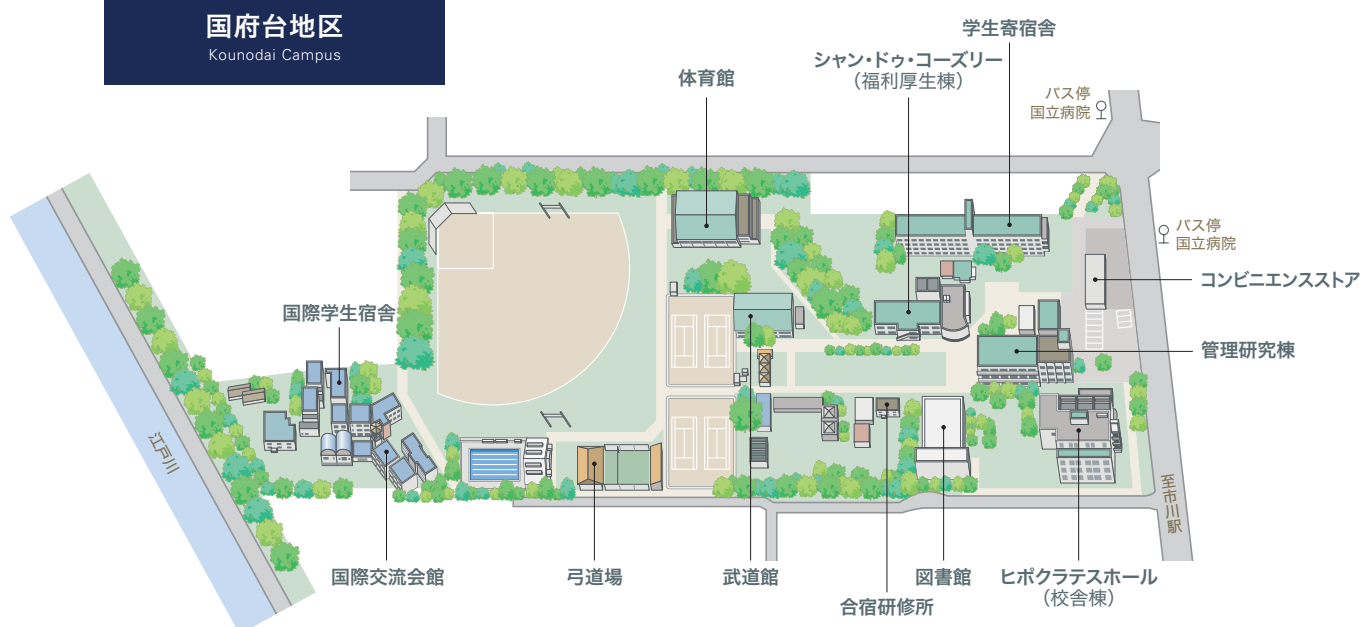 国府台地区
Kounodai Campus
学生寄宿舎
シャン・ドゥ・コーズリー
（福利厚生棟）
体育館
バス停
国立病院
バス停
国立病院
コンビニエンスストア
国際学生宿舎
管理研究棟
江戸川
至市川駅
国際交流会館
弓道場
武道館
合宿研修所
図書館
ヒポクラテスホール
（校舎棟）